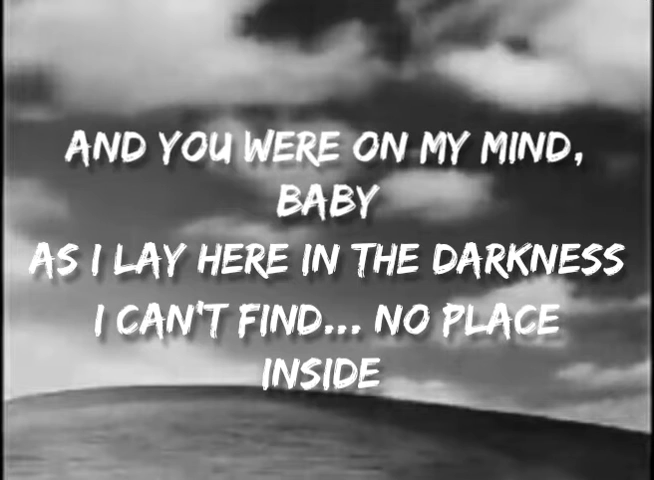 AND YOU WERE ON MY MIND,
BABY
AS I LAY HERE IN THE DARKNESS
I CAN'T FIND... NO PLACE
INSIDE